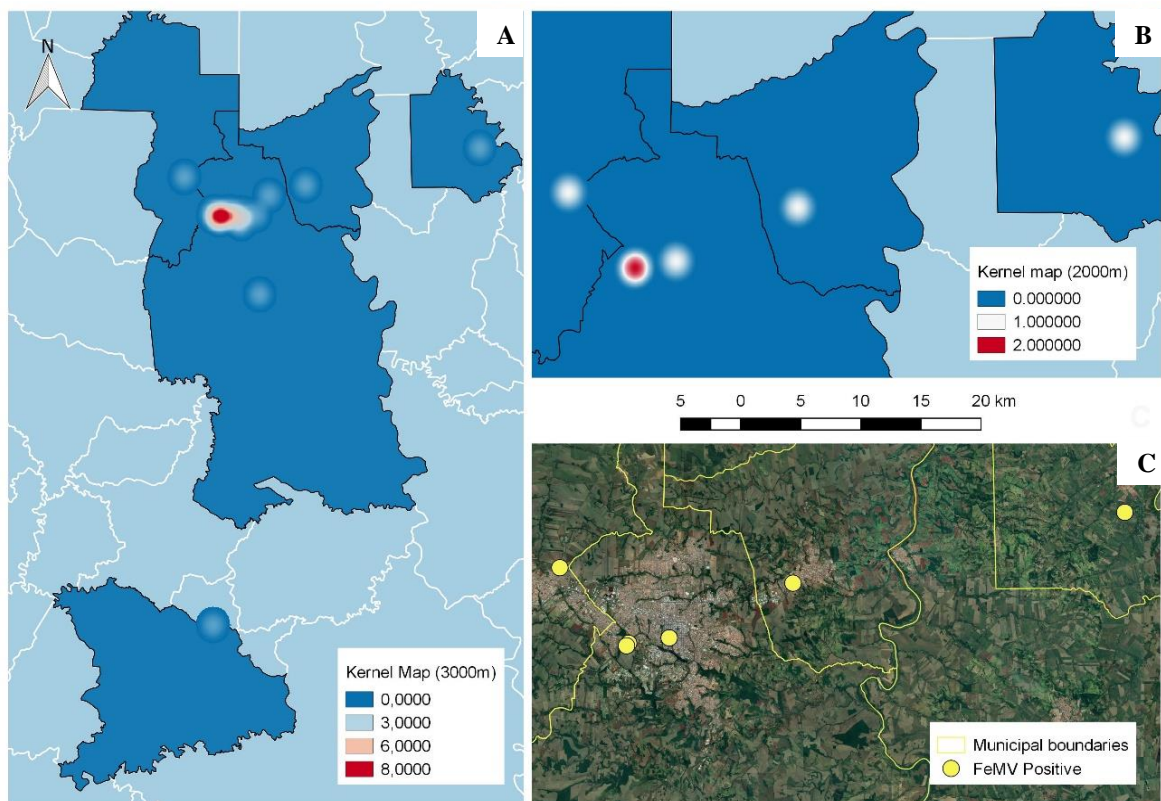 N
A
Kernel Map (3000m)
0,0000
3,0000
6,0000
8,0000
B
Kernel map (2000m)
0.000000
1.000000
2.000000
5 0 5 10 15 20 km
C
C
Municipal boundaries
FeMV Positive